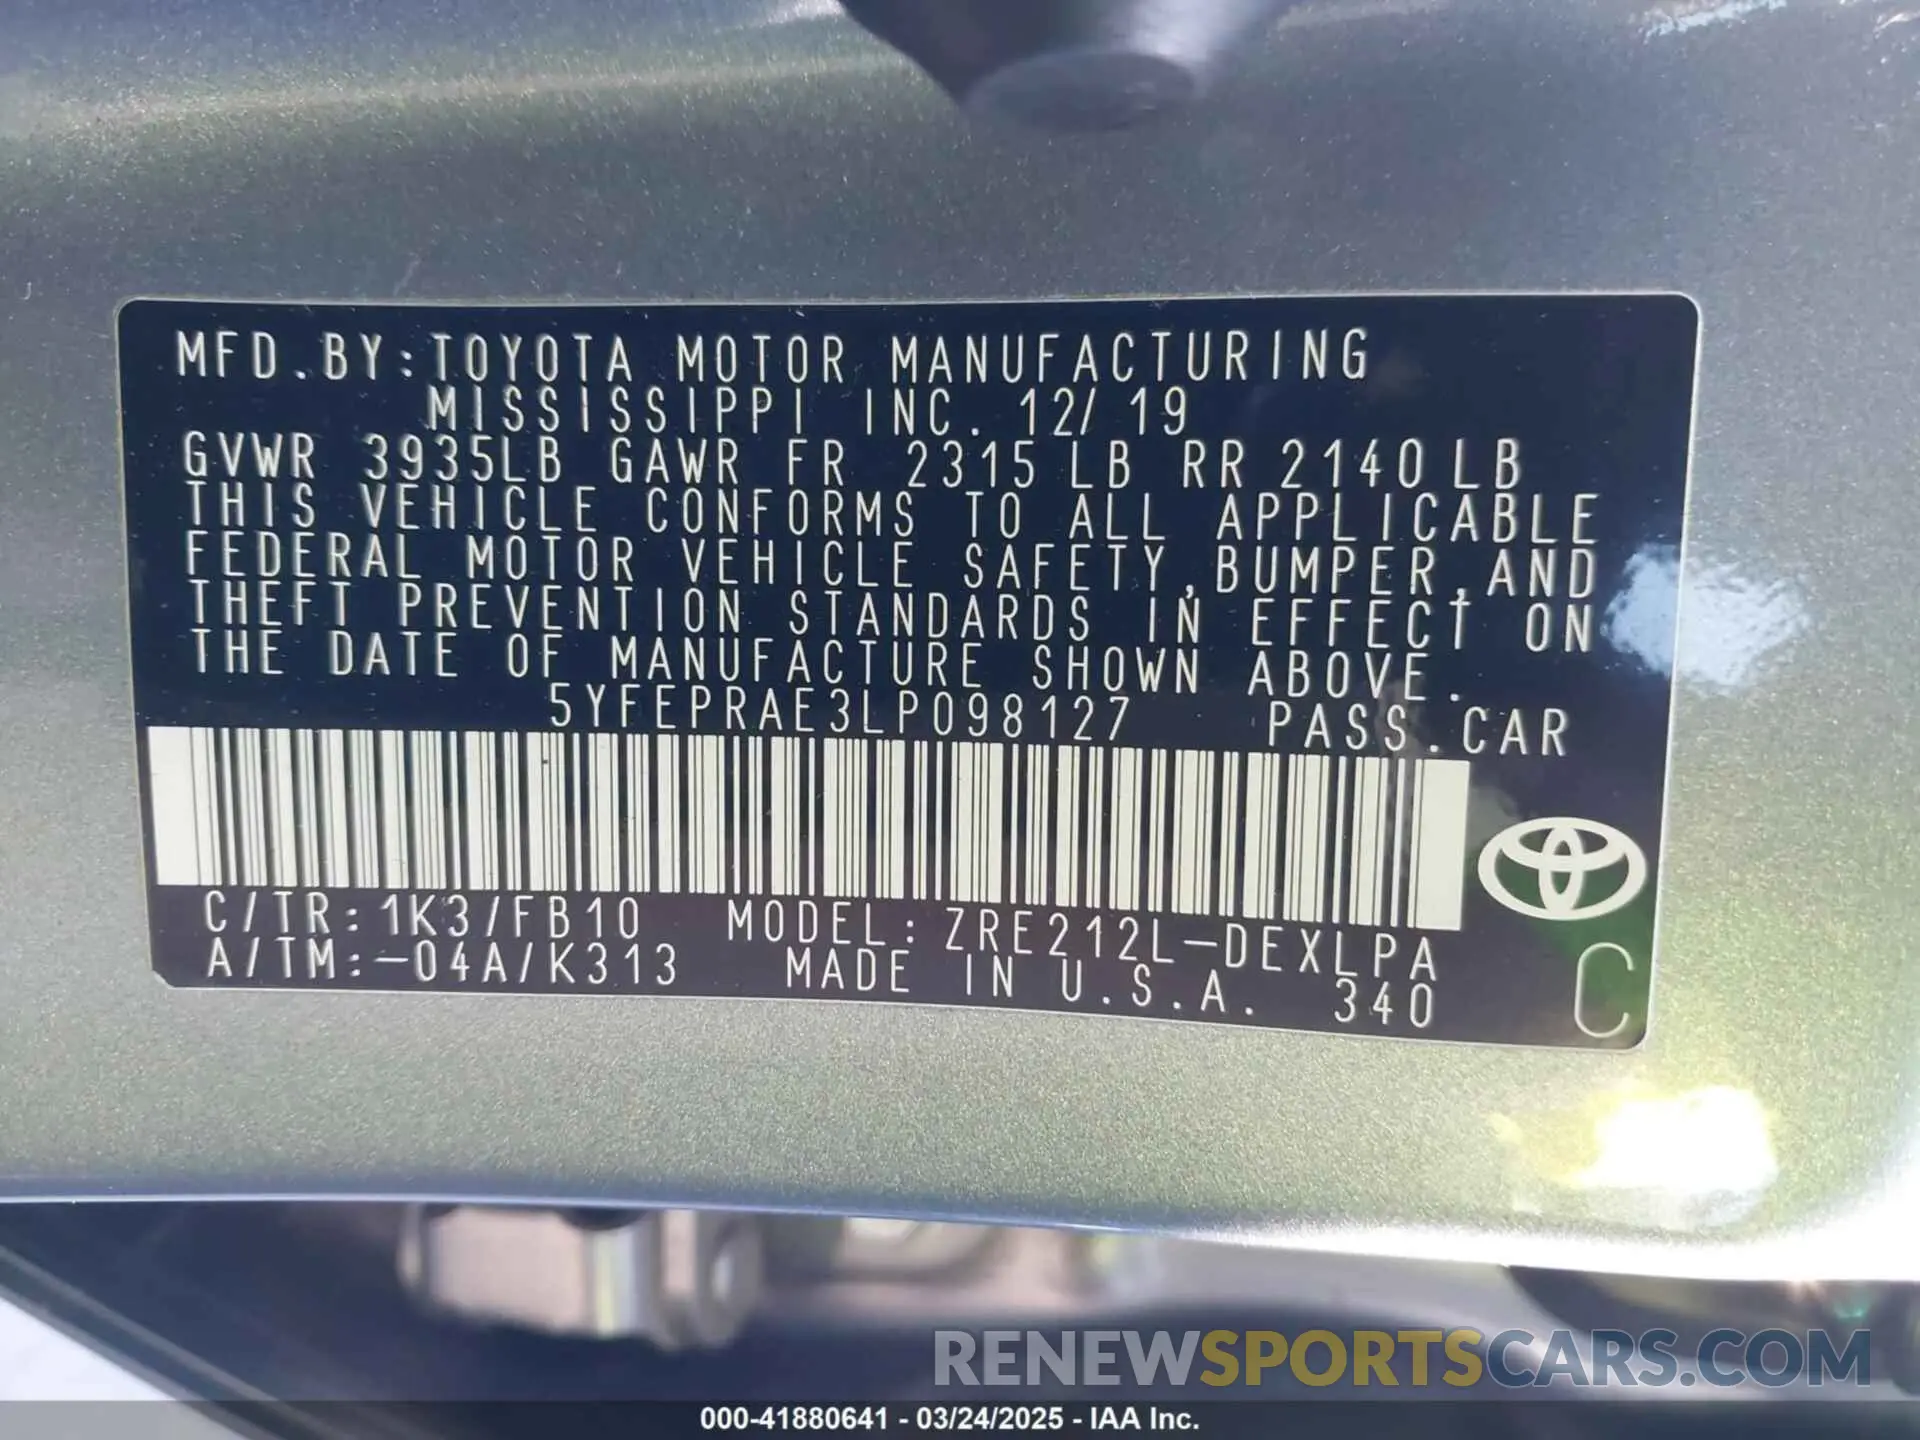 MFD.BY:TOYOTA MOTOR MANUFACTURING
MISSISSIPPI INC. 12/19
GVWR 3935LB GAWR FR 2315LB RR 2140LB
THIS VEHICLE CONFORMS TO ALL APPLICABLE
FEDERAL MOTOR VEHICLE SAFETY,BUMPER,AND
THEFT PREVENTION STANDARDS IN EFFECT ON
THE DATE OF MANUFACTURE SHOWN ABOVE.
5YFEPRAE3LP098127 PASS.CAR
C/TR:1K3/FB10 MODEL:ZRE212L-DEXLPA
A/TM:-04A/K313 MADE IN U.S.A. 340
C
RENEWSPORTSCARS.COM
000-41880641 - 03/24/2025 - IAA Inc.